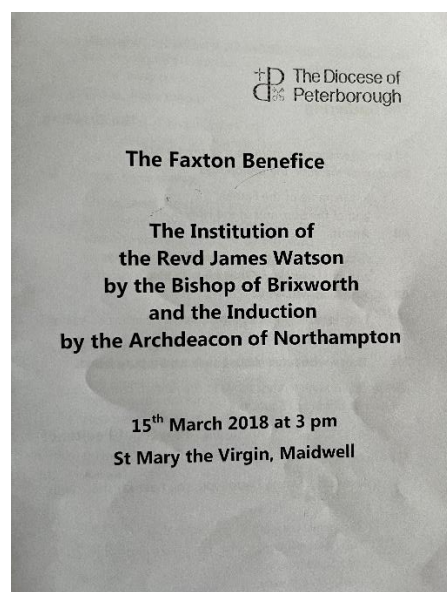 The Diocese of
Peterborough
The Faxton Benefice
The Institution of
the Revd James Watson
by the Bishop of Brixworth
and the Induction
by the Archdeacon of Northampton
15th March 2018 at 3 pm
St Mary the Virgin, Maidwell